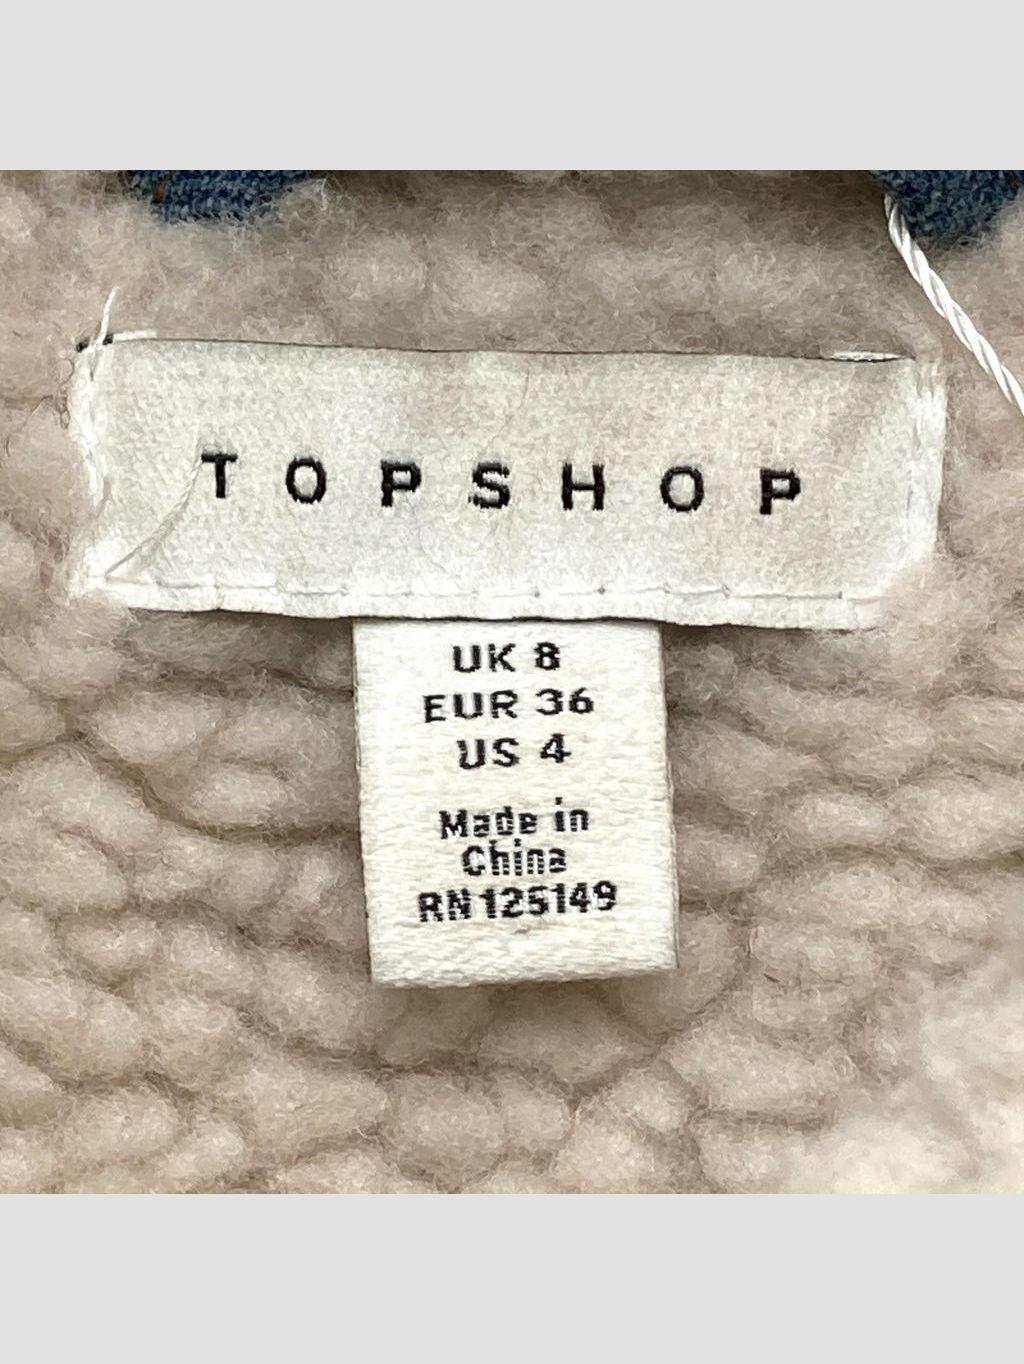 TOPSHOP
UK 8
EUR 36
US 4
Made in
China
RN 125149